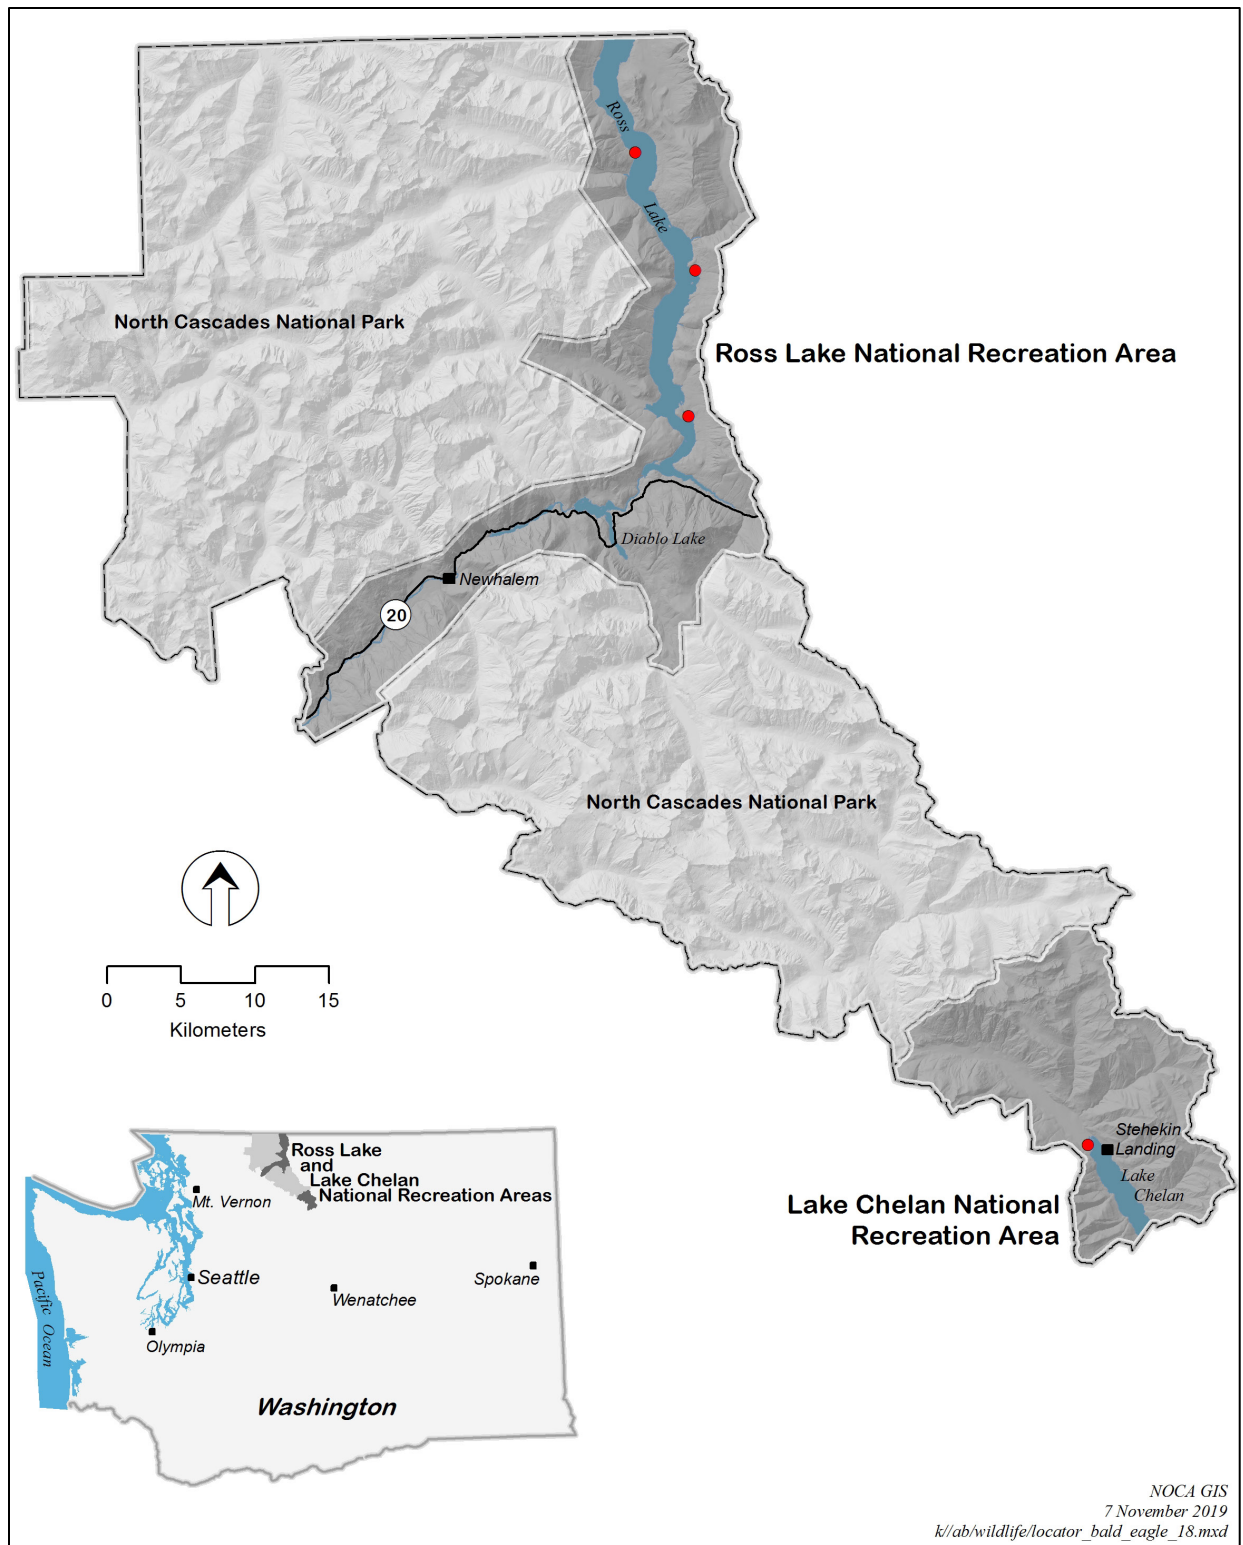 Ross
Lake
North Cascades National Park
Ross Lake National Recreation Area
Diablo Lake
Newhalem
20
North Cascades National Park
0 5 10 15
Kilometers
Stehekin
Landing
Lake
Chelan
Lake Chelan National
Recreation Area
Ross Lake
and
Lake Chelan
National Recreation Areas
Mt. Vernon
Seattle
Spokane
Wenatchee
Pacific Ocean
Olympia
Washington
NOCA GIS
7 November 2019
k//ab/wildlife/locator_bald_eagle_18.mxd